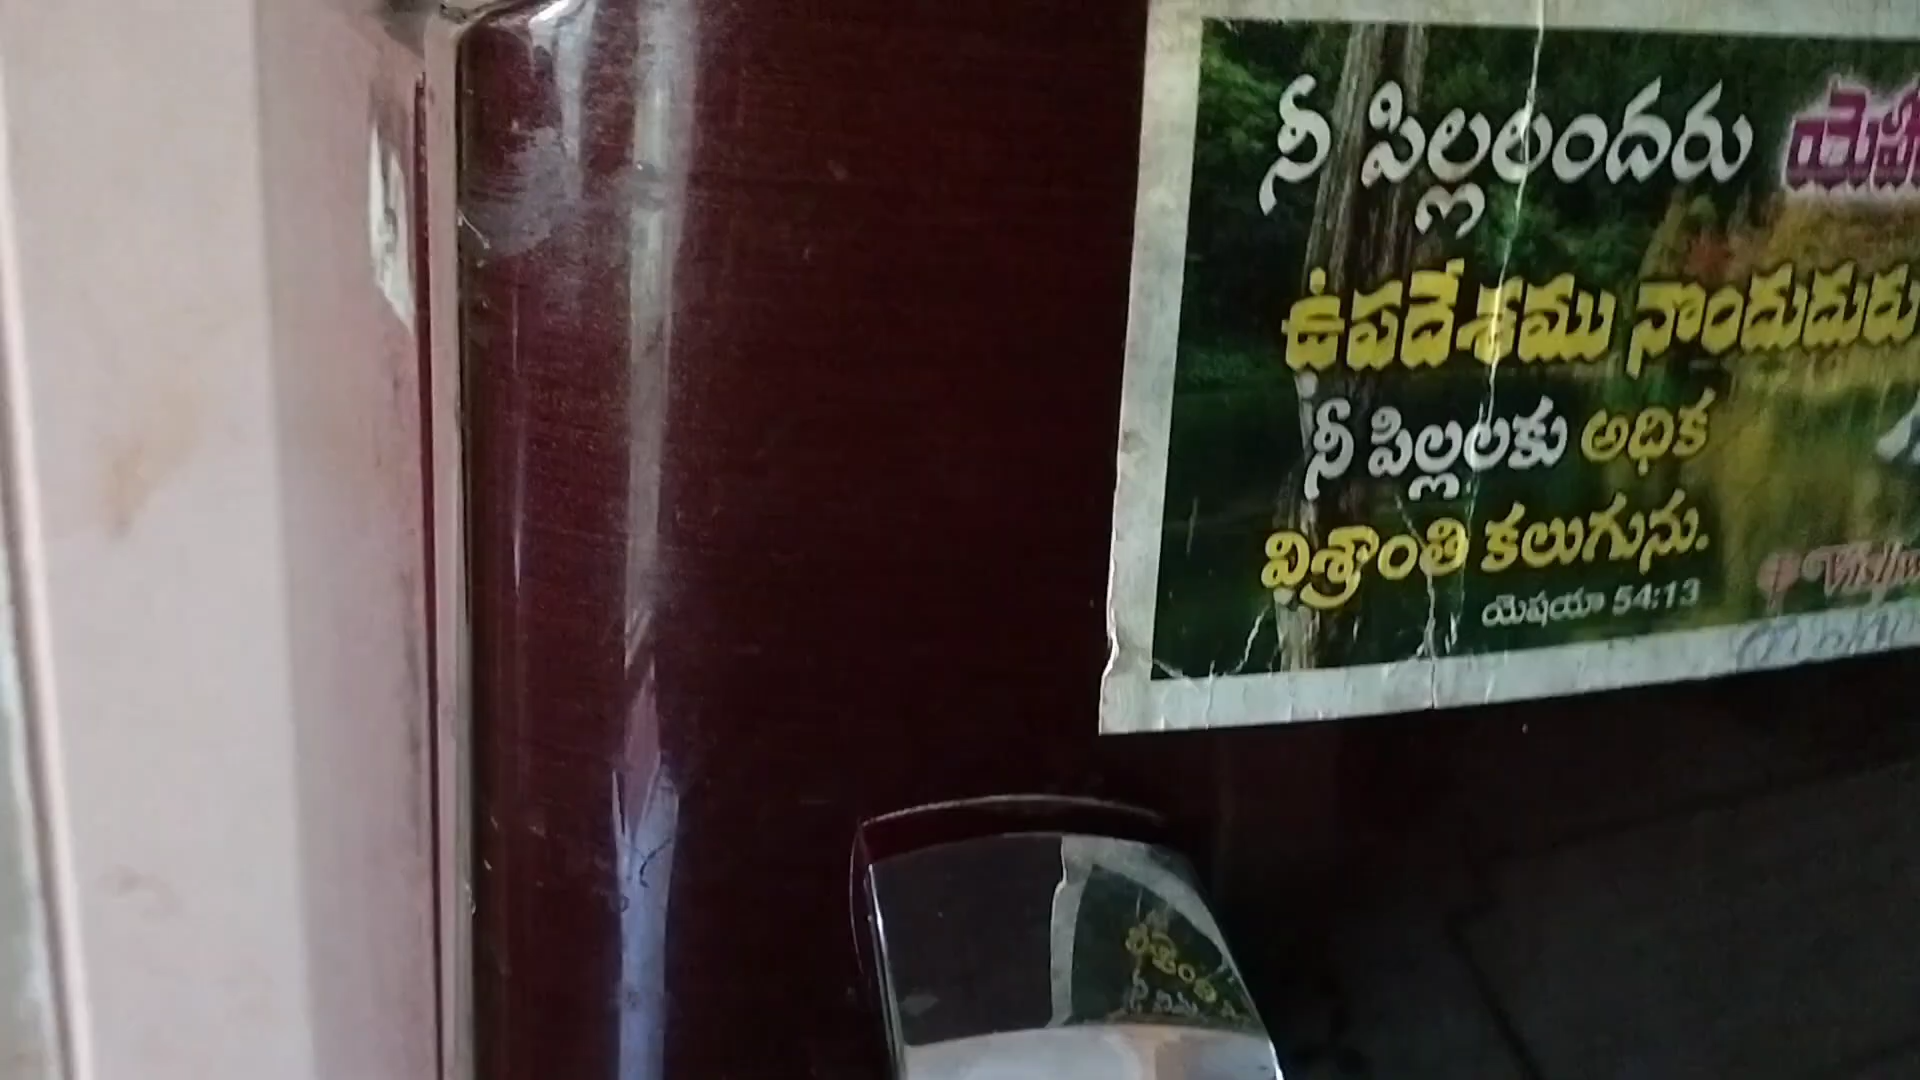 నీ పిల్లలందరు
ఉపదేశము నొందుదురు
నీ పిల్లలకు అధిక
విశ్రాంతి కలుగును.
యెషయా 54:13